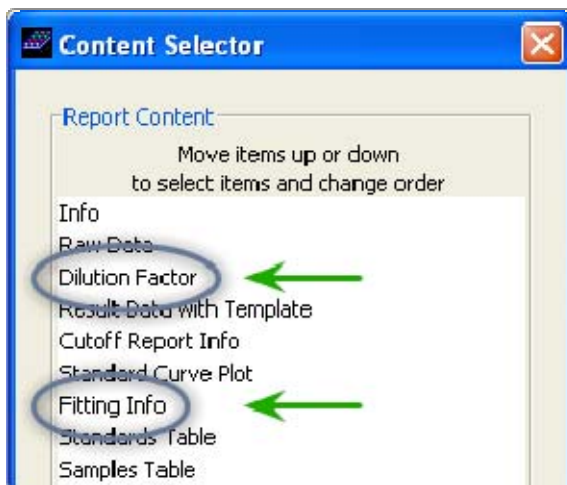 Content Selector
Report Content
Move items up or down
to select items and change order
Info
Raw Data
Dilution Factor
Result Data with Template
Cutoff Report Info
Standard Curve Plot
Fitting Info
Standards Table
Samples Table